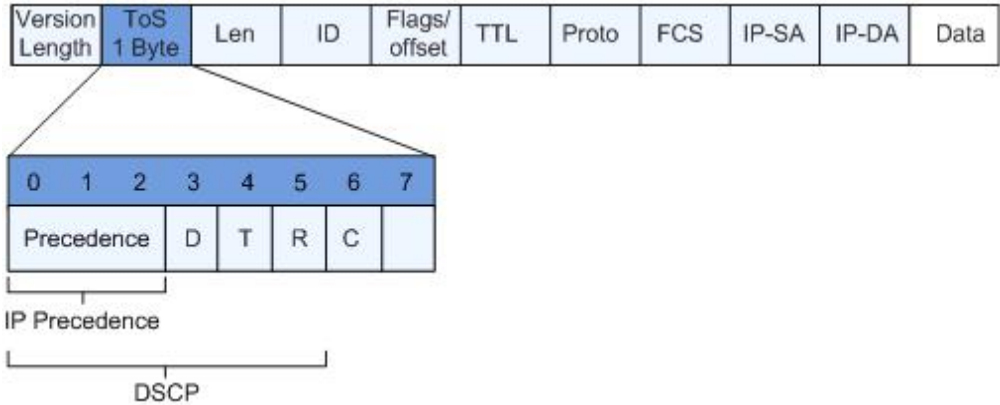 Version Length ToS 1 Byte Len ID Flags/ offset TTL Proto FCS IP-SA IP-DA Data
0 1 2 3 4 5 6 7
Precedence D T R C
IP Precedence
DSCP